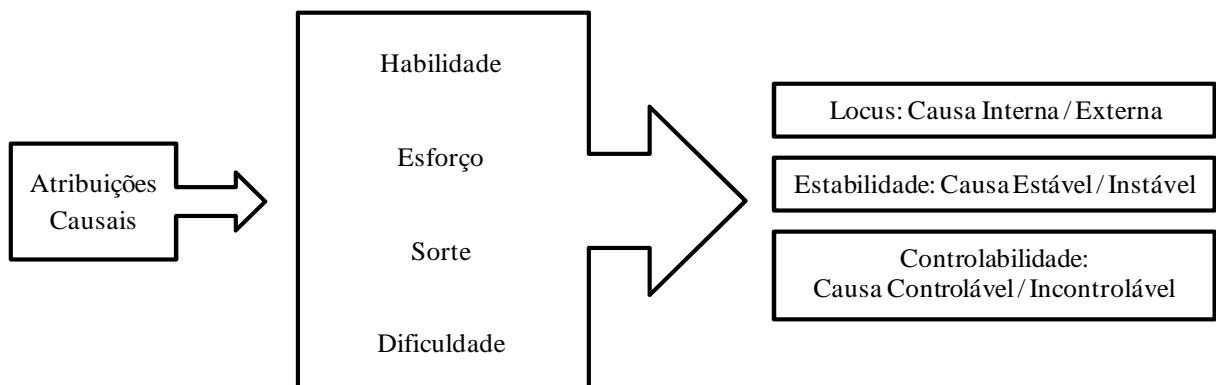 Atribuições
Causais
Habilidade
Esforço
Sorte
Dificuldade
Locus: Causa Interna / Externa
Estabilidade: Causa Estável / Instável
Controlabilidade:
Causa Controlável / Incontrolável